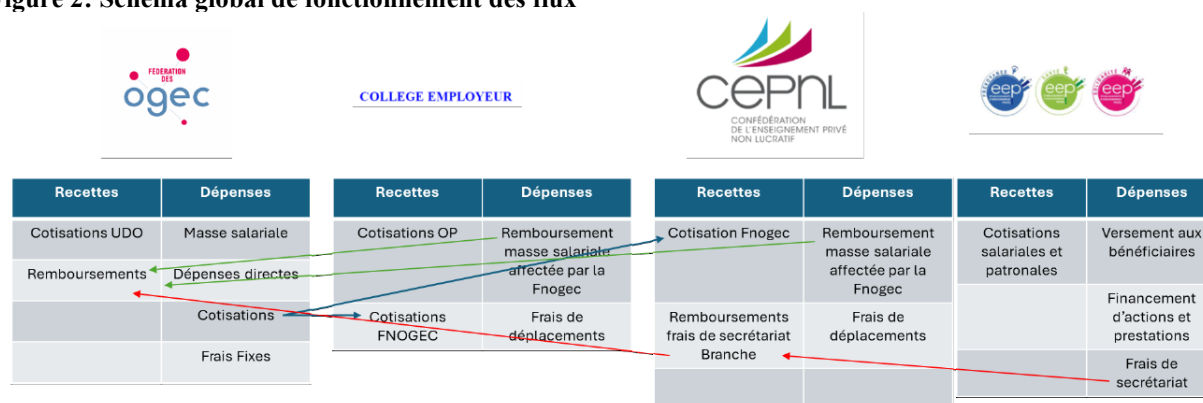 Figure 2: Schéma global de fonctionnement des flux
FEDERATION
DES
ogec
COLLEGE EMPLOYEUR
CEPNL
CONFÉDÉRATION
DE L'ENSEIGNEMENT PRIVÉ
NON LUCRATIF
eep
eep
eep
Recettes
Dépenses
Cotisations UDO
Masse salariale
Remboursements
Dépenses directes
Cotisations
Frais Fixes
Recettes
Dépenses
Cotisations OP
Remboursement
masse salariale
affectée par la
Fnogec
Cotisations
FNOGEC
Frais de
déplacements
Recettes
Dépenses
Cotisation Fnogec
Remboursement
masse salariale
affectée par la
Fnogec
Remboursements
frais de secrétariat
Branche
Frais de
déplacements
Recettes
Dépenses
Cotisations
salariales et
patronales
Versement aux
bénéficiaires
Financement
d'actions et
prestations
Frais de
secrétariat